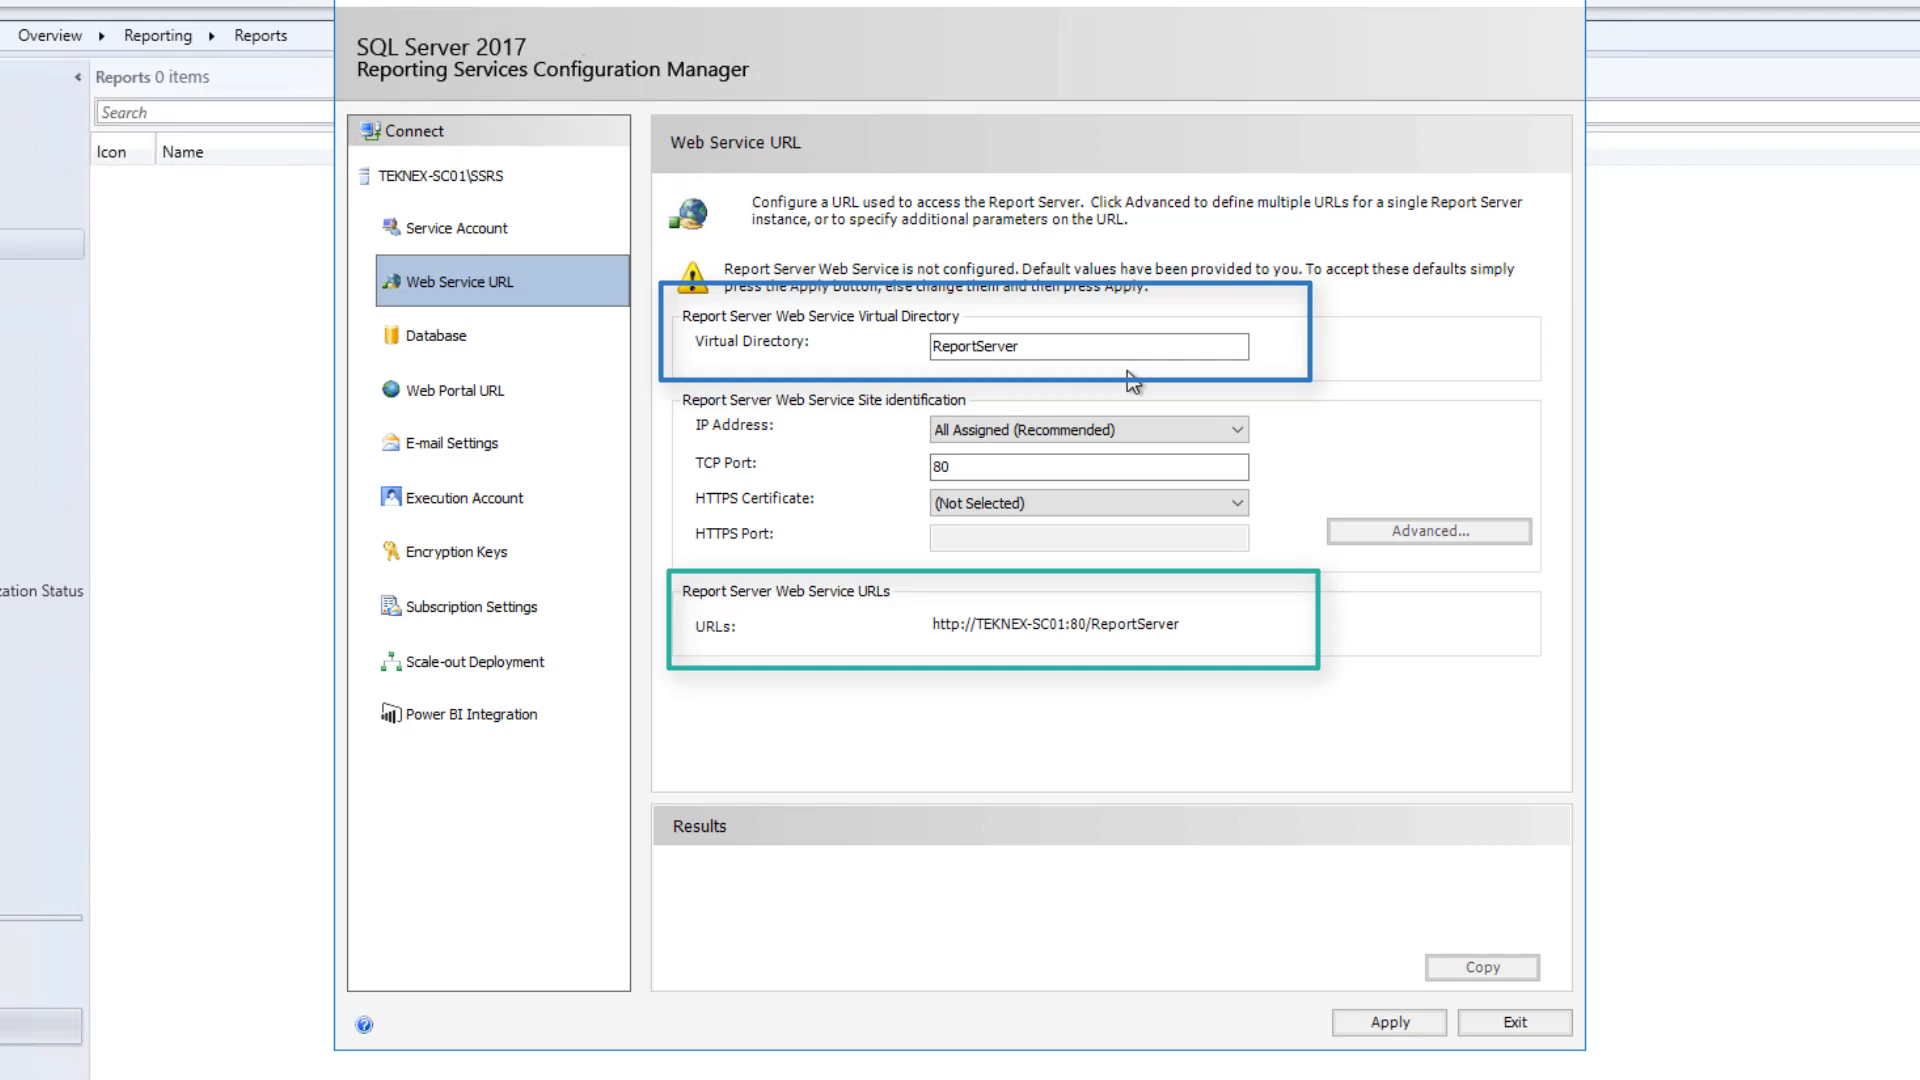 Overview ▸ Reporting ▸ Reports
Reports 0 items
Search
Icon Name
zation Status
SQL Server 2017
Reporting Services Configuration Manager
Connect
TEKNEX-SC01\SSRS
Service Account
Web Service URL
Database
Web Portal URL
E-mail Settings
Execution Account
Encryption Keys
Subscription Settings
Scale-out Deployment
Power BI Integration
Web Service URL
Configure a URL used to access the Report Server. Click Advanced to define multiple URLs for a single Report Server
instance, or to specify additional parameters on the URL.
Report Server Web Service is not configured. Default values have been provided to you. To accept these defaults simply
press the Apply button, else change them and then press Apply.
Report Server Web Service Virtual Directory
Virtual Directory: ReportServer
Report Server Web Service Site identification
IP Address: All Assigned (Recommended)
TCP Port: 80
HTTPS Certificate: (Not Selected)
HTTPS Port:
Advanced...
Report Server Web Service URLs
URLs: http://TEKNEX-SC01:80/ReportServer
Results
Copy
Apply Exit